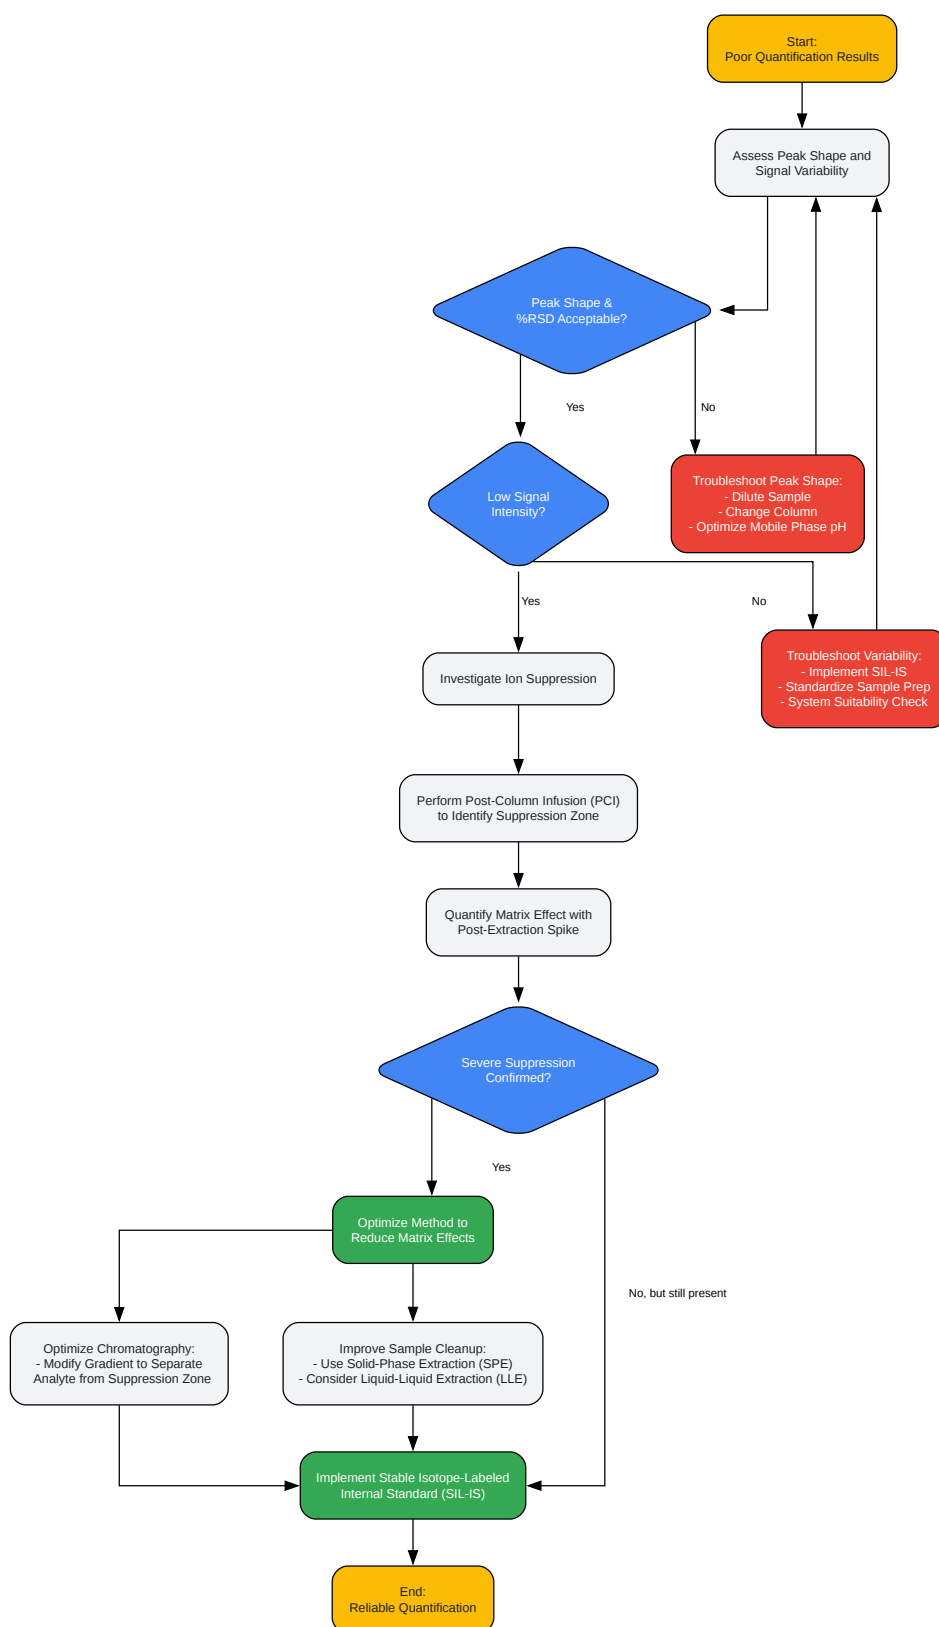 Start:
Poor Quantification Results
Assess Peak Shape and
Signal Variability
Peak Shape &
%RSD Acceptable?
Yes
No
Low Signal
Intensity?
Troubleshoot Peak Shape:
- Dilute Sample
- Change Column
- Optimize Mobile Phase pH
Yes
No
Troubleshoot Variability:
- Implement SIL-IS
- Standardize Sample Prep
- System Suitability Check
Investigate Ion Suppression
Perform Post-Column Infusion (PCI)
to Identify Suppression Zone
Quantify Matrix Effect with
Post-Extraction Spike
Severe Suppression
Confirmed?
Yes
Optimize Method to
Reduce Matrix Effects
No, but still present
Optimize Chromatography:
- Modify Gradient to Separate
Analyte from Suppression Zone
Improve Sample Cleanup:
- Use Solid-Phase Extraction (SPE)
- Consider Liquid-Liquid Extraction (LLE)
Implement Stable Isotope-Labeled
Internal Standard (SIL-IS)
End:
Reliable Quantification